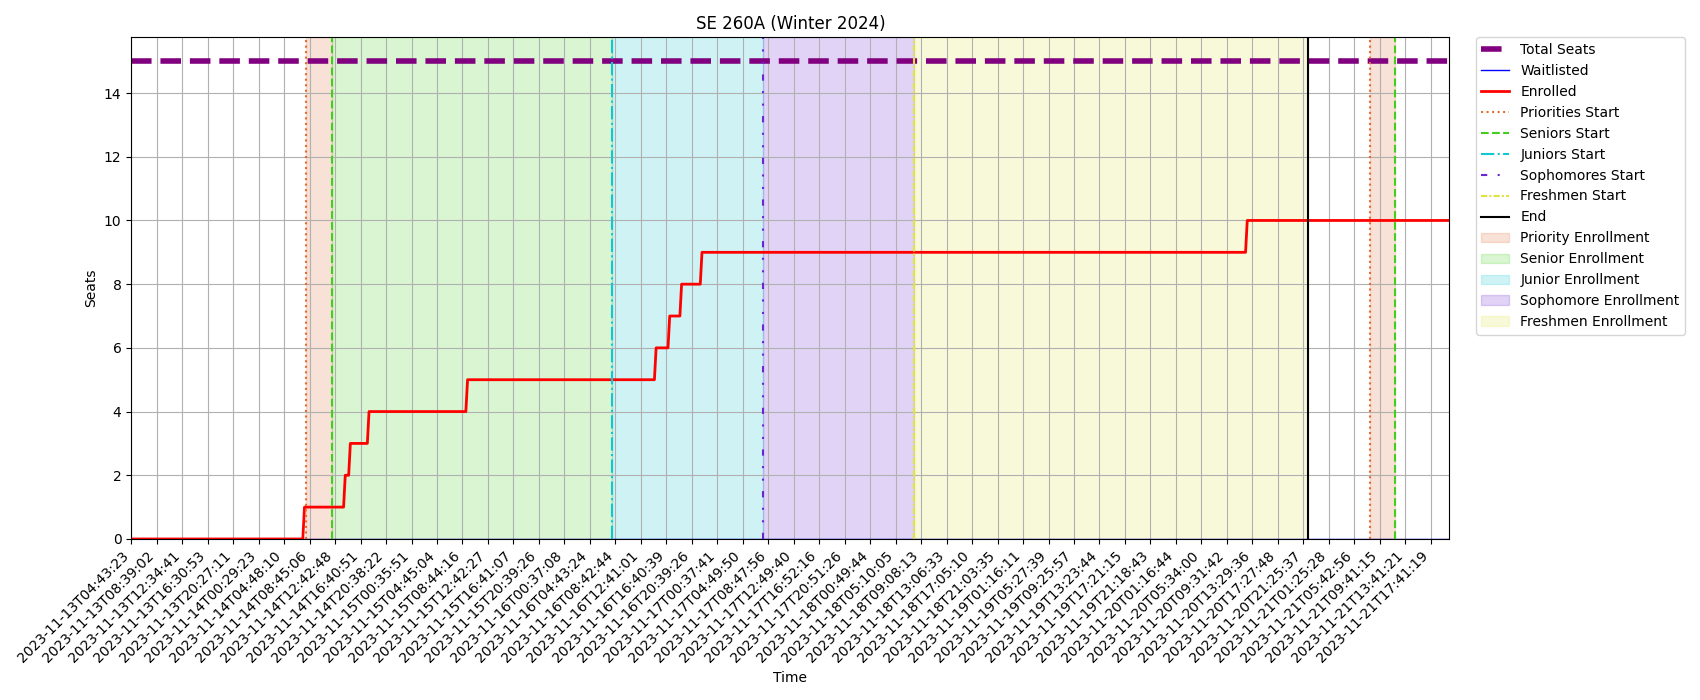 SE 260A (Winter 2024)
Total Seats
Waitlisted
Enrolled
Priorities Start
Seniors Start
Juniors Start
Sophomores Start
Freshmen Start
End
Priority Enrollment
Senior Enrollment
Junior Enrollment
Sophomore Enrollment
Freshmen Enrollment
Seats
14
12
10
8
6
4
2
0
2023-11-13T04:43:23
2023-11-13T08:39:02
2023-11-13T12:34:41
2023-11-13T16:30:53
2023-11-13T20:27:11
2023-11-14T00:29:23
2023-11-14T04:48:10
2023-11-14T08:45:06
2023-11-14T12:42:48
2023-11-14T16:40:51
2023-11-14T20:38:22
2023-11-15T00:35:51
2023-11-15T04:45:04
2023-11-15T08:44:16
2023-11-15T12:42:27
2023-11-15T16:41:07
2023-11-15T20:39:26
2023-11-16T00:37:08
2023-11-16T04:43:24
2023-11-16T08:42:44
2023-11-16T12:41:01
2023-11-16T16:40:39
2023-11-16T20:39:26
2023-11-17T00:37:41
2023-11-17T04:49:50
2023-11-17T08:47:56
2023-11-17T12:49:40
2023-11-17T16:52:16
2023-11-17T20:51:26
2023-11-18T00:49:44
2023-11-18T05:10:05
2023-11-18T09:08:13
2023-11-18T13:06:33
2023-11-18T17:05:10
2023-11-18T21:03:35
2023-11-19T01:16:11
2023-11-19T05:27:39
2023-11-19T09:25:57
2023-11-19T13:23:44
2023-11-19T17:21:15
2023-11-19T21:18:43
2023-11-20T01:16:44
2023-11-20T05:34:00
2023-11-20T09:31:42
2023-11-20T13:29:36
2023-11-20T17:27:48
2023-11-20T21:25:37
2023-11-21T01:25:28
2023-11-21T05:42:56
2023-11-21T09:41:15
2023-11-21T13:41:21
2023-11-21T17:41:19
Time